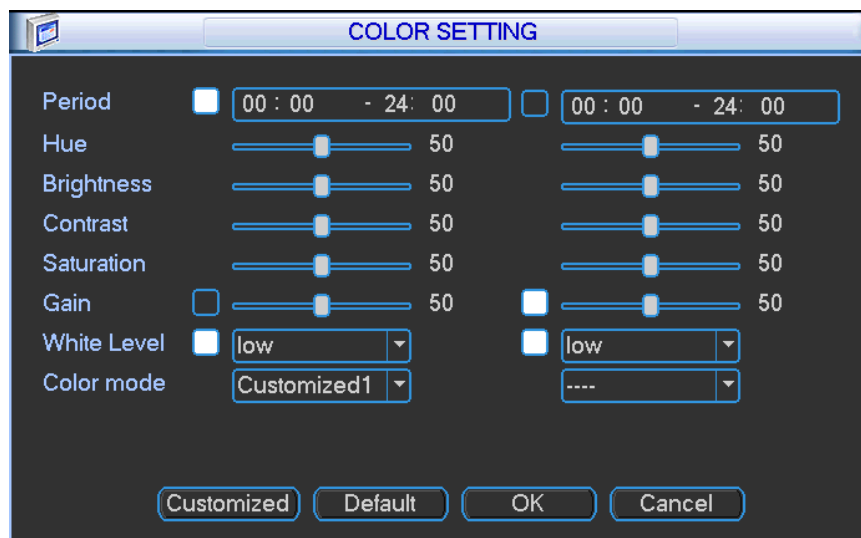 COLOR SETTING
Period 00 : 00 - 24: 00 00 : 00 - 24: 00
Hue 50 50
Brightness 50 50
Contrast 50 50
Saturation 50 50
Gain 50 50
White Level low low
Color mode Customized1 ----
Customized Default OK Cancel